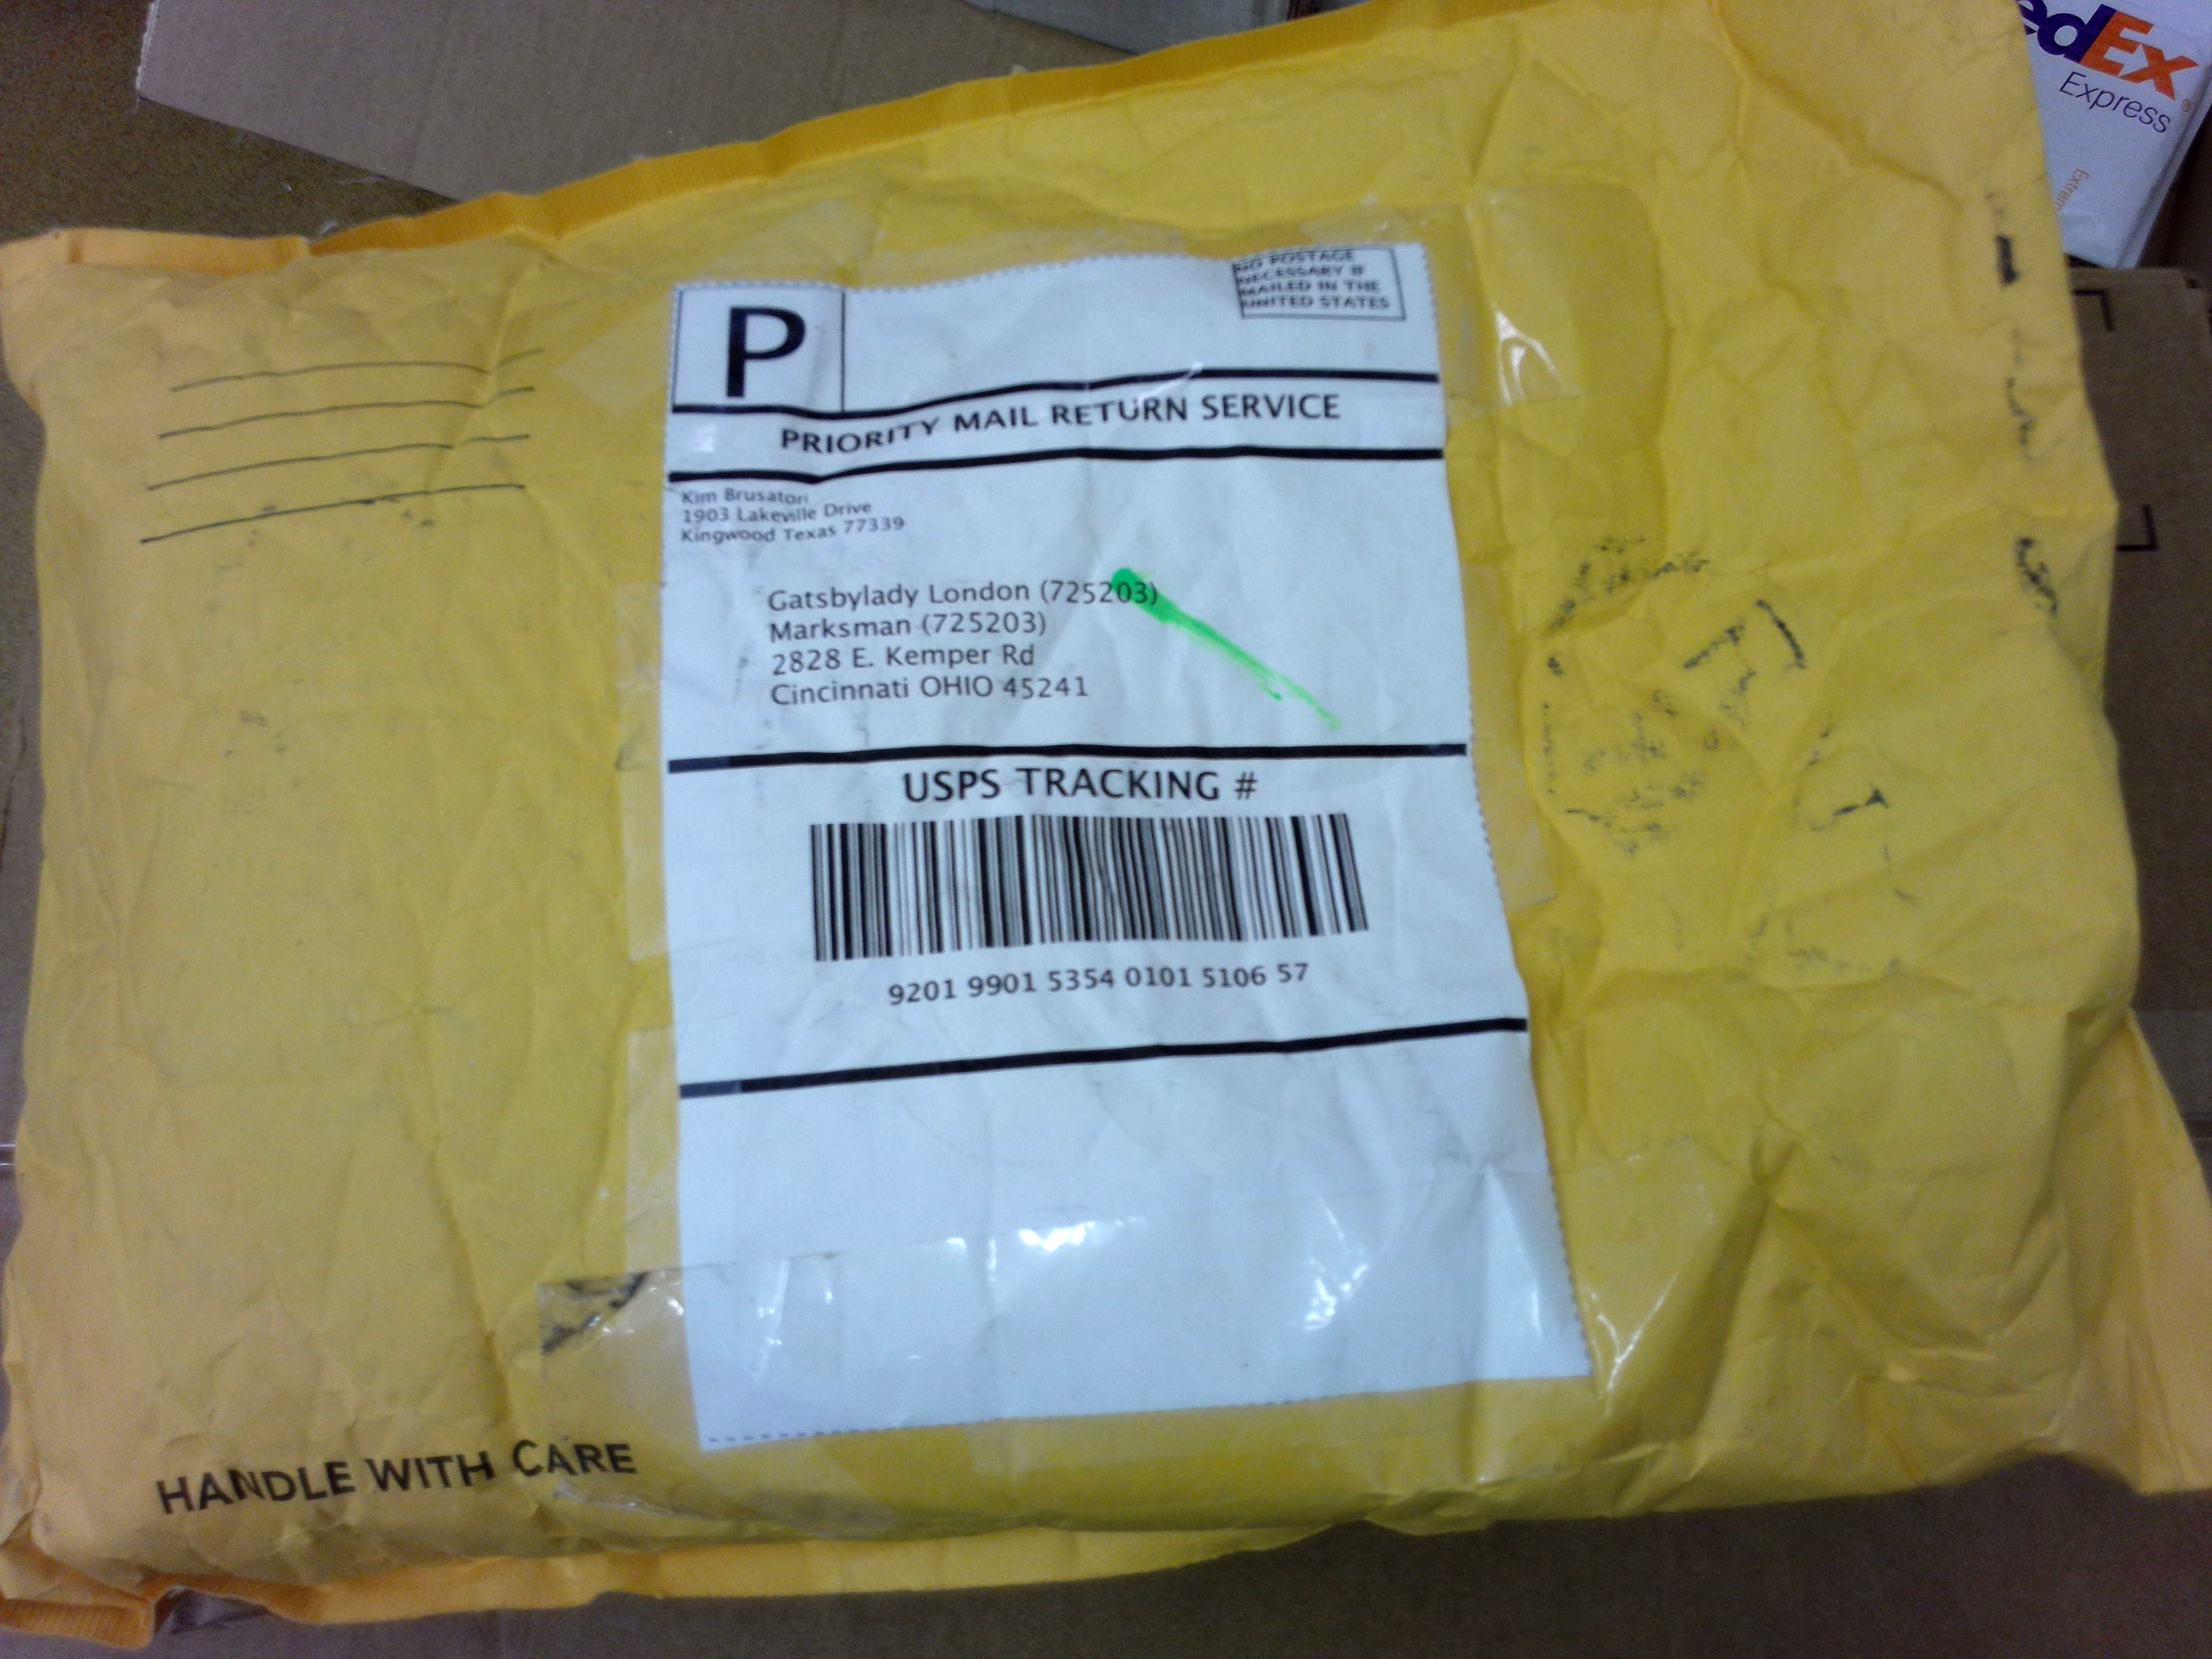 edEx
Express
NO POSTAGE
NECESSARY IF
MAILED IN THE
UNITED STATES
P
PRIORITY MAIL RETURN SERVICE
Kim Brusatori
1903 Lakeville Drive
Kingwood Texas 77339
Gatsbylady London (725203)
Marksman (725203)
2828 E. Kemper Rd
Cincinnati OHIO 45241
USPS TRACKING #
9201 9901 5354 0101 5106 57
HANDLE WITH CARE